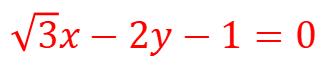 √3x − 2y − 1 = 0